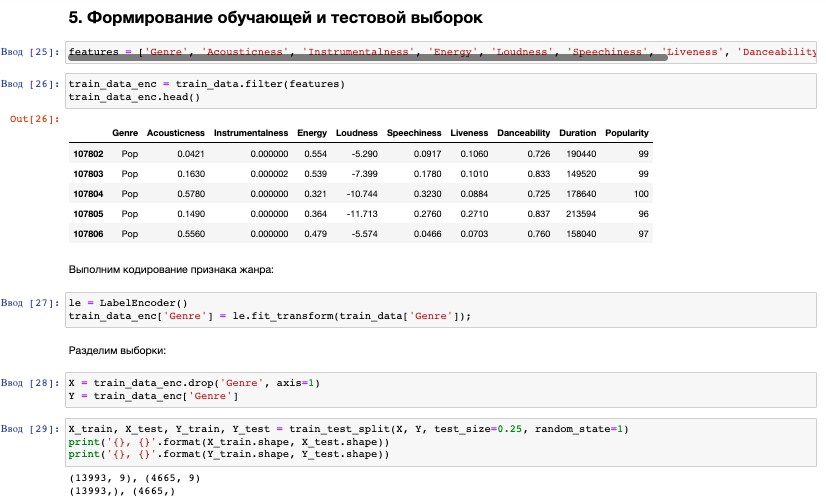 5. Формирование обучающей и тестовой выборок
Ввод [25]: features = ['Genre', 'Acousticness', 'Instrumentalness', 'Energy', 'Loudness', 'Speechiness', 'Liveness', 'Danceability
Ввод [26]: train_data_enc = train_data.filter(features)
train_data_enc.head()
Out[26]:
Genre Acousticness Instrumentalness Energy Loudness Speechiness Liveness Danceability Duration Popularity
107802 Pop 0.0421 0.000000 0.554 -5.290 0.0917 0.1060 0.726 190440 99
107803 Pop 0.1630 0.000002 0.539 -7.399 0.1780 0.1010 0.833 149520 99
107804 Pop 0.5780 0.000000 0.321 -10.744 0.3230 0.0884 0.725 178640 100
107805 Pop 0.1490 0.000000 0.364 -11.713 0.2760 0.2710 0.837 213594 96
107806 Pop 0.5560 0.000000 0.479 -5.574 0.0466 0.0703 0.760 158040 97
Выполним кодирование признака жанра:
Ввод [27]: le = LabelEncoder()
train_data_enc['Genre'] = le.fit_transform(train_data['Genre']);
Разделим выборки:
Ввод [28]: X = train_data_enc.drop('Genre', axis=1)
Y = train_data_enc['Genre']
Ввод [29]: X_train, X_test, Y_train, Y_test = train_test_split(X, Y, test_size=0.25, random_state=1)
print('{}, {}'.format(X_train.shape, X_test.shape))
print('{}, {}'.format(Y_train.shape, Y_test.shape))
(13993, 9), (4665, 9)
(13993,), (4665,)